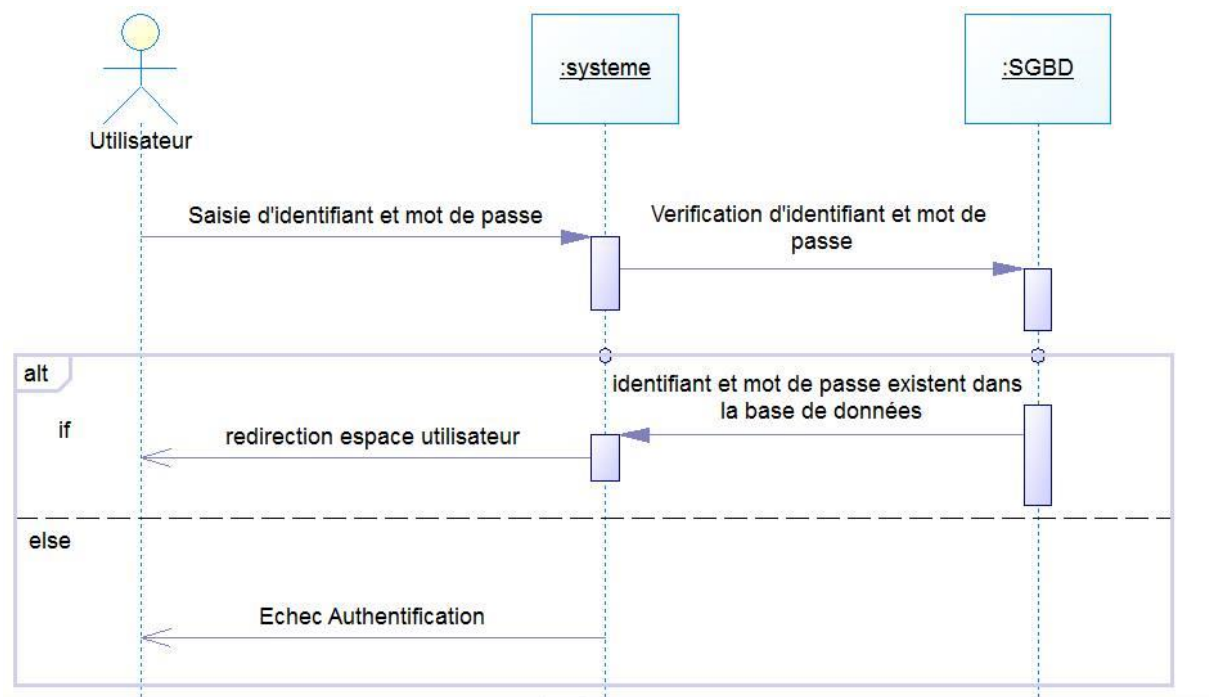 :systeme
:SGBD
Utilisateur
Saisie d'identifiant et mot de passe
Verification d'identifiant et mot de
passe
alt
identifiant et mot de passe existent dans
la base de données
if
redirection espace utilisateur
else
Echec Authentification